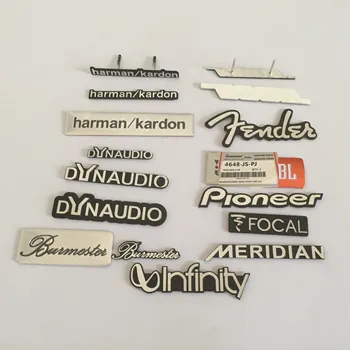 harman/kardon
harman/kardon
harman/kardon
Fender
DYNAUDIO
4648-JS-PJ
BL
DYNAUDIO
Pioneer
DYNAUDIO
FOCAL
Burmester
Burmester
MERIDIAN
Infinity